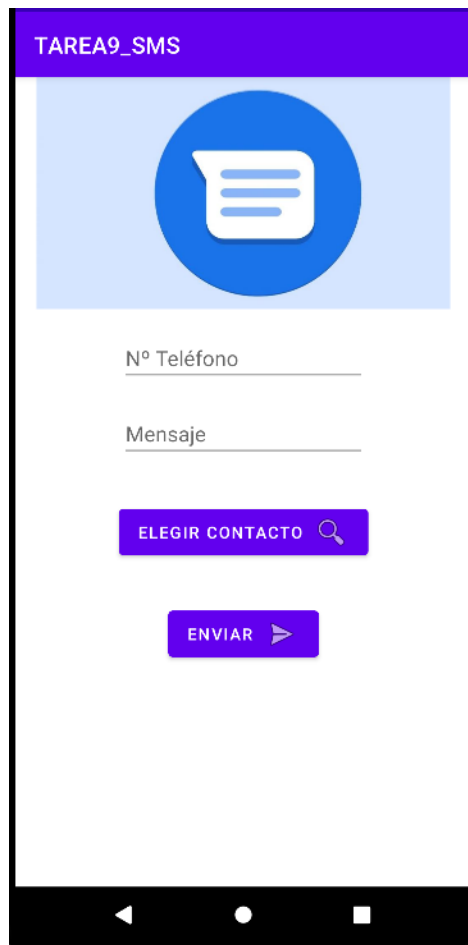 TAREA9_SMS
Nº Teléfono
Mensaje
ELEGIR CONTACTO
ENVIAR